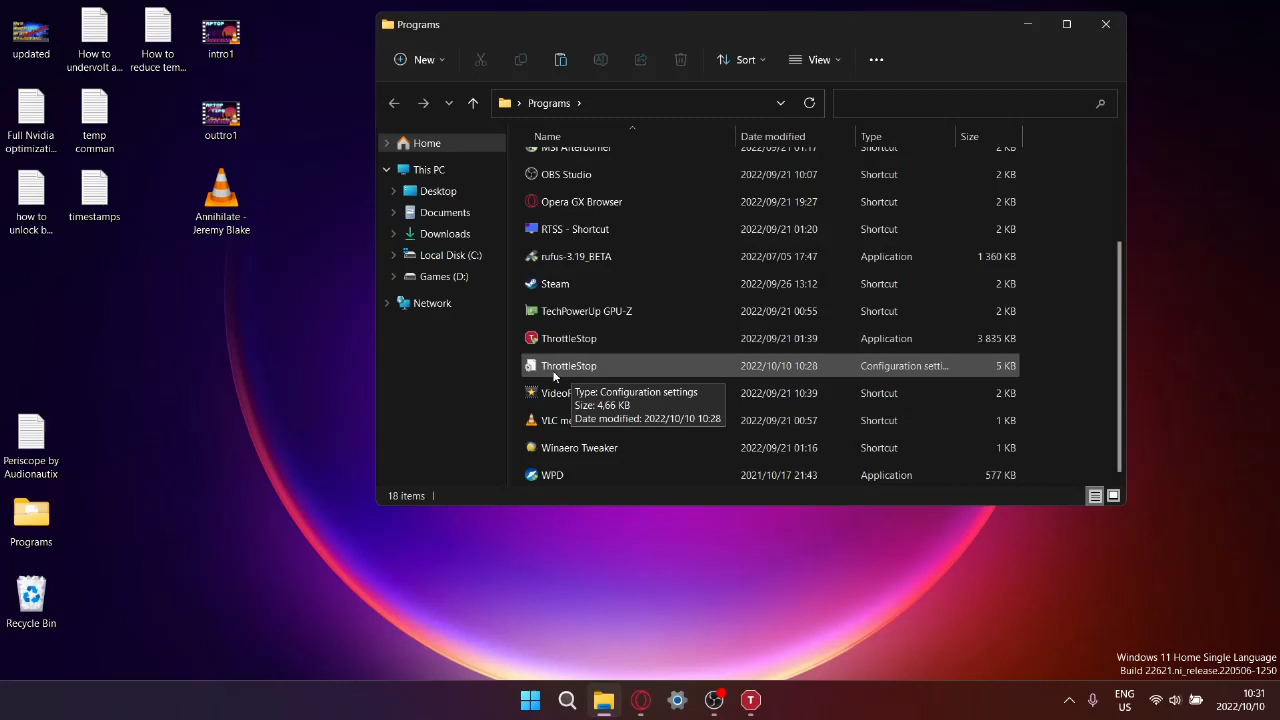 updated
How to
undervolt a...
How to
reduce tem...
intro1
Full Nvidia
optimizati...
temp
comman
outtro1
how to
unlock b...
timestamps
Annihilate -
Jeremy Blake
Periscope by
Audionautix
Programs
Recycle Bin
Programs
New
Sort
View
Home
This PC
Desktop
Documents
Downloads
Local Disk (C:)
Games (D:)
Network
Name Date modified Type Size
MSI Afterburner 2022/09/21 01:17 Shortcut 2 KB
OBS Studio Shortcut 2 KB
Opera GX Browser Shortcut 2 KB
RTSS - Shortcut 2022/09/21 01:20 Shortcut 2 KB
rufus-3.19_BETA 2022/07/05 17:47 Application 1 360 KB
Steam 2022/09/26 13:12 Shortcut 2 KB
TechPowerUp GPU-Z 2022/09/21 00:55 Shortcut 2 KB
ThrottleStop 2022/09/21 01:39 Application 3 835 KB
ThrottleStop 2022/10/10 10:28 Configuration setti... 5 KB
2022/09/21 10:39 Shortcut 2 KB
VLC 2022/09/21 00:57 Shortcut 1 KB
Type: Configuration settings
Size: 4,66 KB
Date modified: 2022/10/10 10:28
Winaero Tweaker 2022/09/21 01:16 Shortcut 1 KB
WPD 2021/10/17 21:43 Application 577 KB
18 items
Windows 11 Home Single Language
Build 22621.ni_release.220506-1250
ENG
US
10:31
2022/10/10